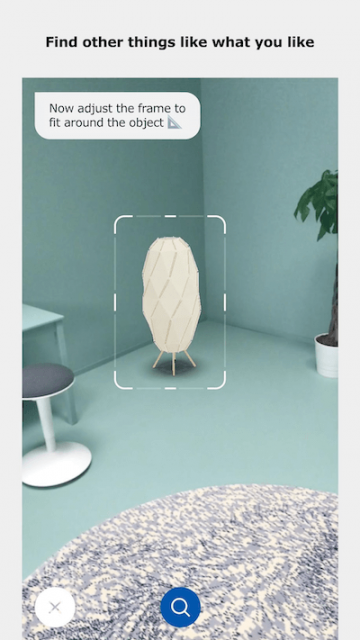 Find other things like what you like
Now adjust the frame to
fit around the object 📐